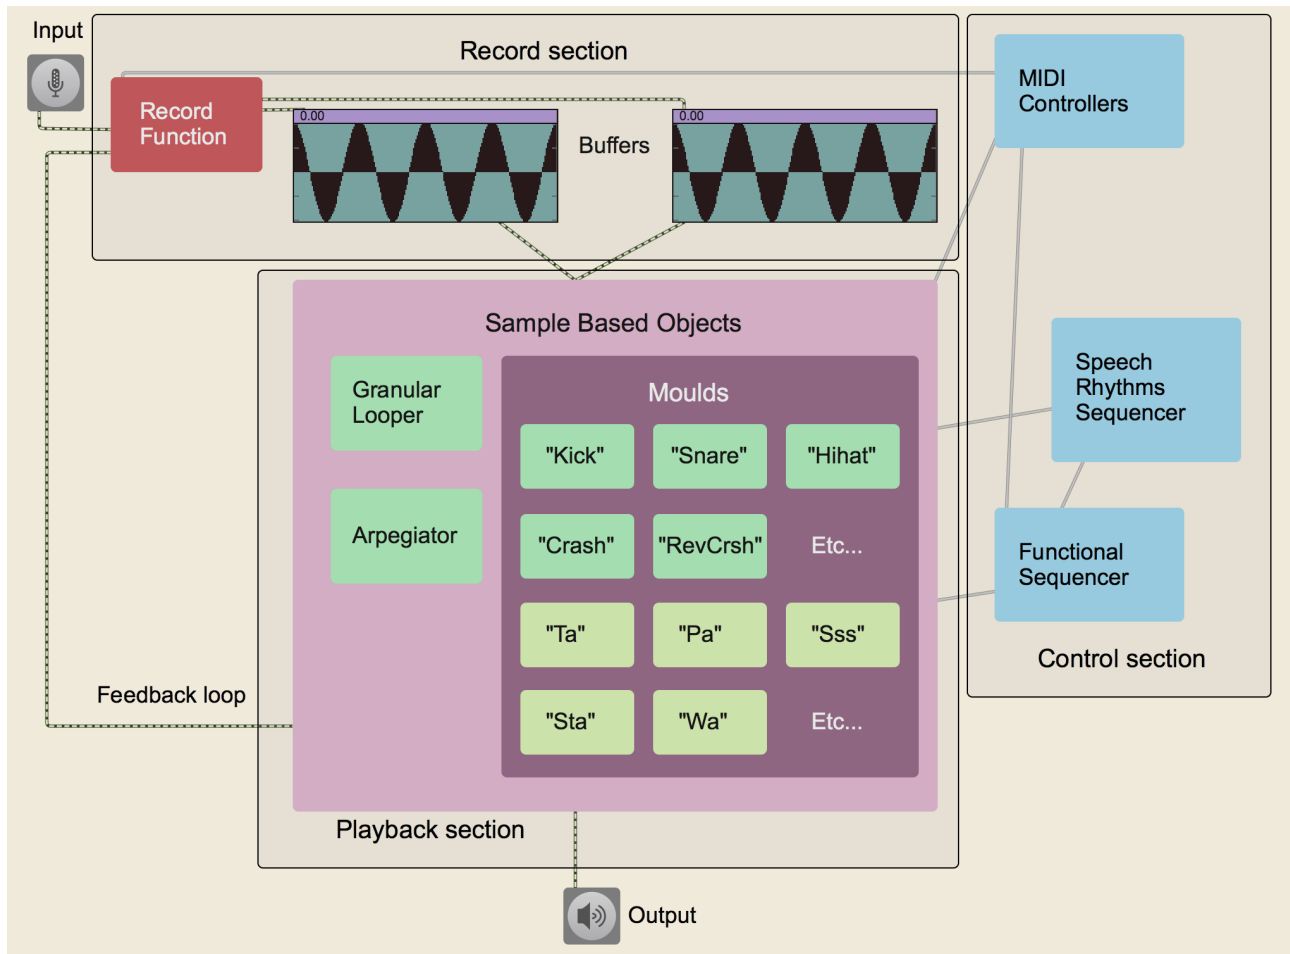 Input
Record section
Record
Function
0.00
Buffers
0.00
MIDI
Controllers
Sample Based Objects
Granular
Looper
Arpegiator
Moulds
"Kick"
"Snare"
"Hihat"
"Crash"
"RevCrsh"
Etc...
"Ta"
"Pa"
"Sss"
"Sta"
"Wa"
Etc...
Speech
Rhythms
Sequencer
Functional
Sequencer
Control section
Feedback loop
Playback section
Output